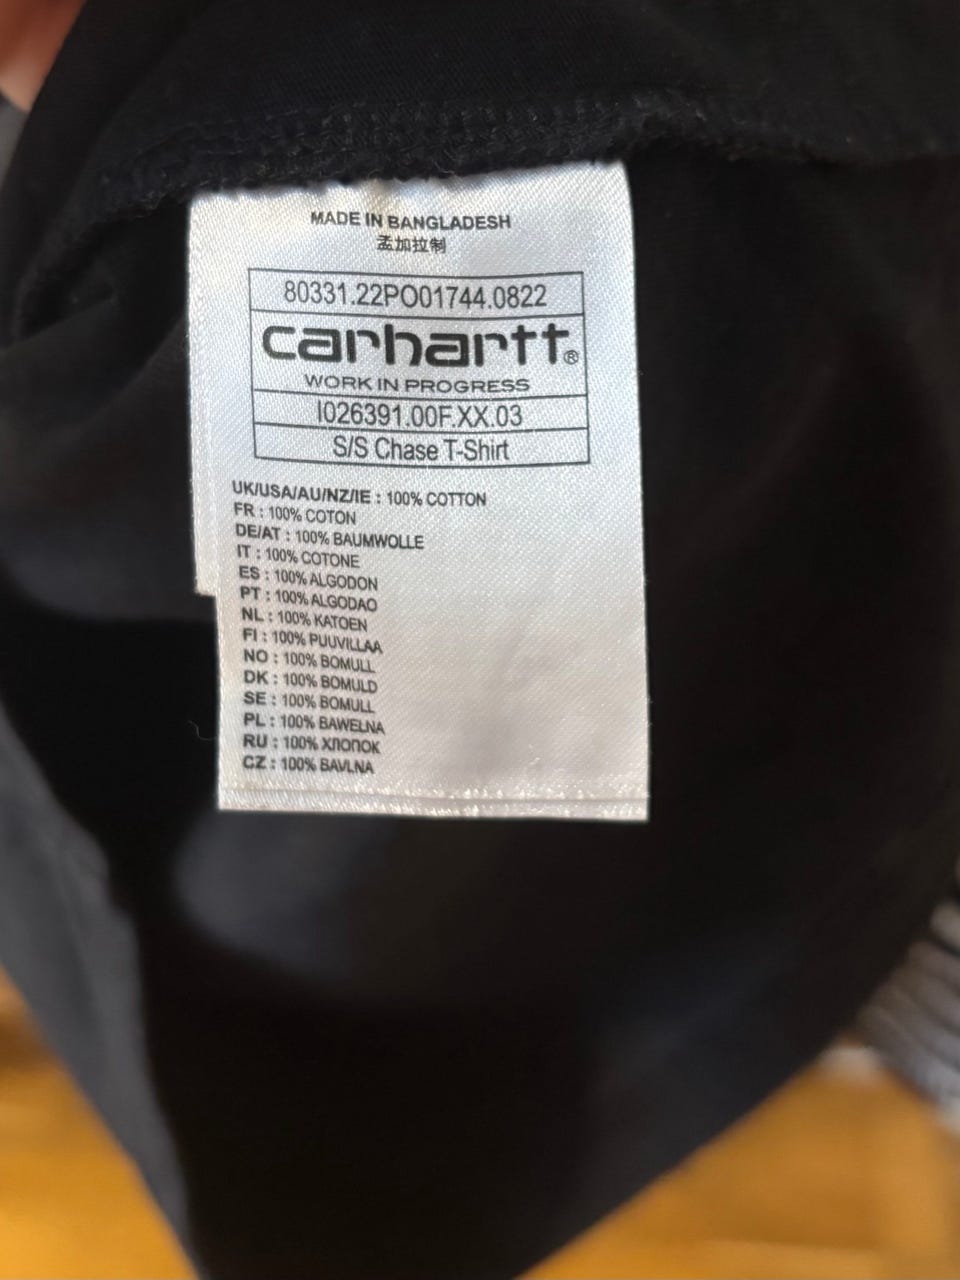 MADE IN BANGLADESH
孟加拉制
80331.22PO01744.0822
carhartt®
WORK IN PROGRESS
I026391.00F.XX.03
S/S Chase T-Shirt
UK/USA/AU/NZ/IE : 100% COTTON
FR : 100% COTON
DE/AT : 100% BAUMWOLLE
IT : 100% COTONE
ES : 100% ALGODON
PT : 100% ALGODAO
NL : 100% KATOEN
FI : 100% PUUVILLAA
NO : 100% BOMULL
DK : 100% BOMULD
SE : 100% BOMULL
PL : 100% BAWELNA
RU : 100% ХЛОПОК
CZ : 100% BAVLNA